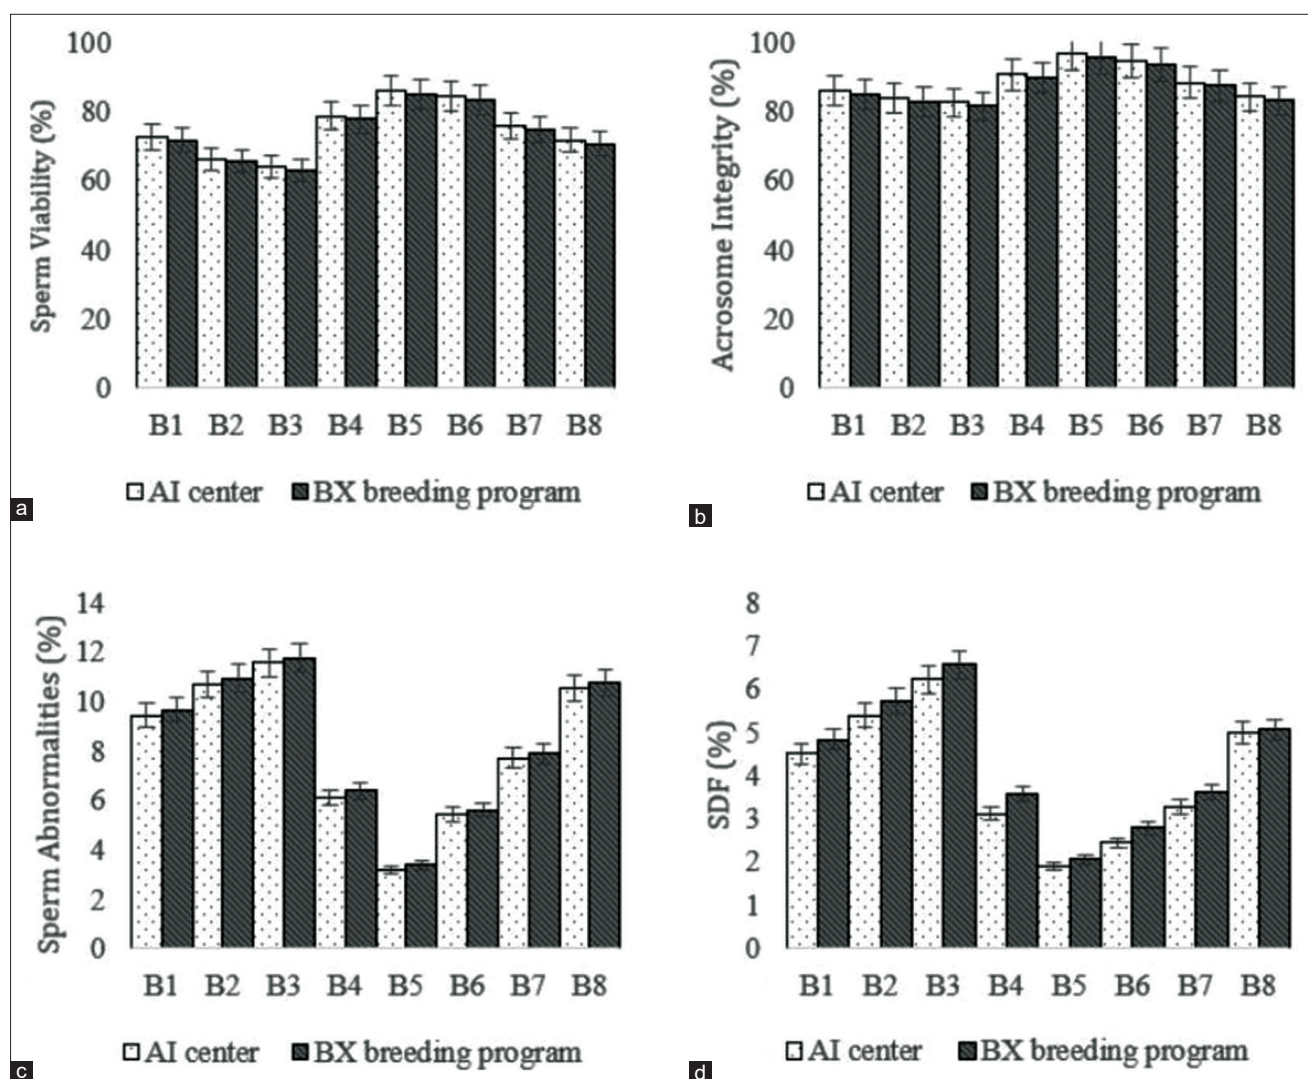 Sperm Viability (%)
100
80
60
40
20
0
B1 B2 B3 B4 B5 B6 B7 B8
AI center BX breeding program
a
Acrosome Integrity (%)
100
80
60
40
20
0
B1 B2 B3 B4 B5 B6 B7 B8
AI center BX breeding program
b
Sperm Abnormalities (%)
14
12
10
8
6
4
2
0
B1 B2 B3 B4 B5 B6 B7 B8
AI center BX breeding program
c
SDF (%)
8
7
6
5
4
3
2
1
0
B1 B2 B3 B4 B5 B6 B7 B8
AI center BX breeding program
d